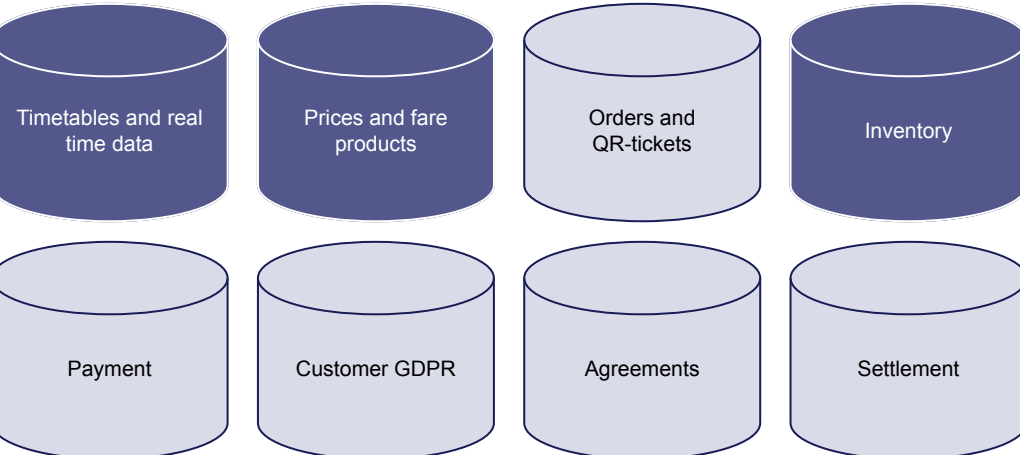 Timetables and real
time data
Prices and fare
products
Orders and
QR-tickets
Inventory
Payment
Customer GDPR
Agreements
Settlement